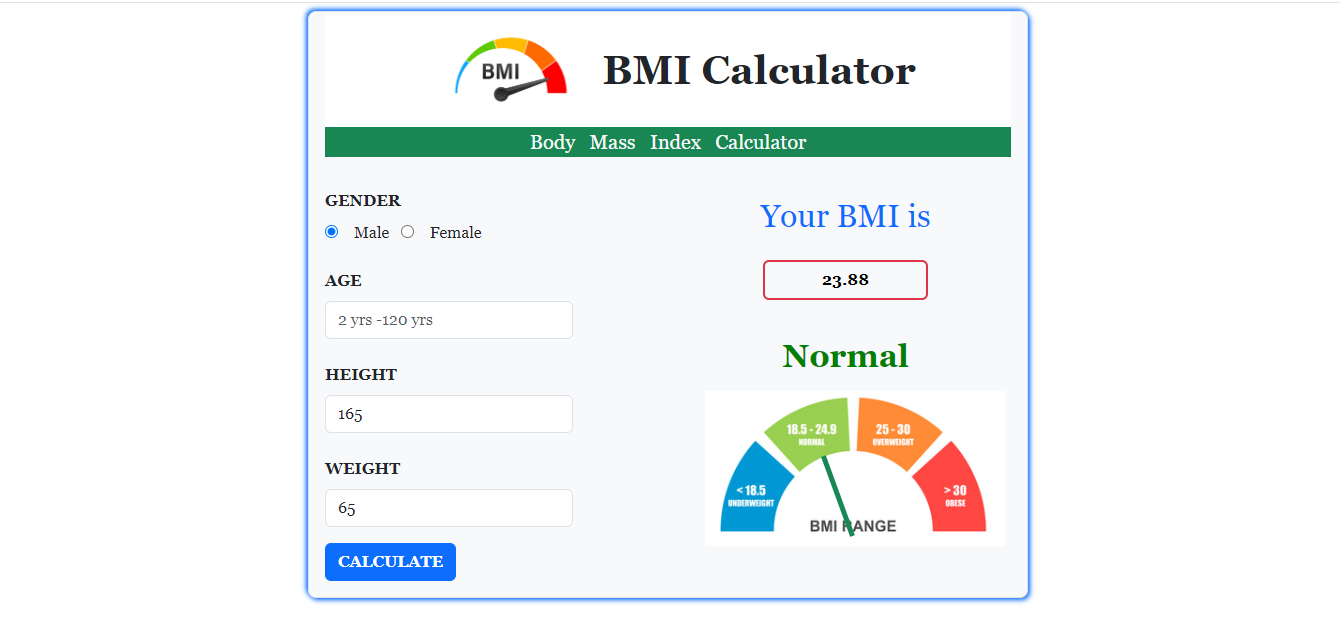 BMI
BMI Calculator
Body Mass Index Calculator
GENDER
Male Female
AGE
2 yrs -120 yrs
HEIGHT
165
WEIGHT
65
CALCULATE
Your BMI is
23.88
Normal
18.5 - 24.9
NORMAL
25 - 30
OVERWEIGHT
< 18.5
UNDERWEIGHT
> 30
OBESE
BMI RANGE